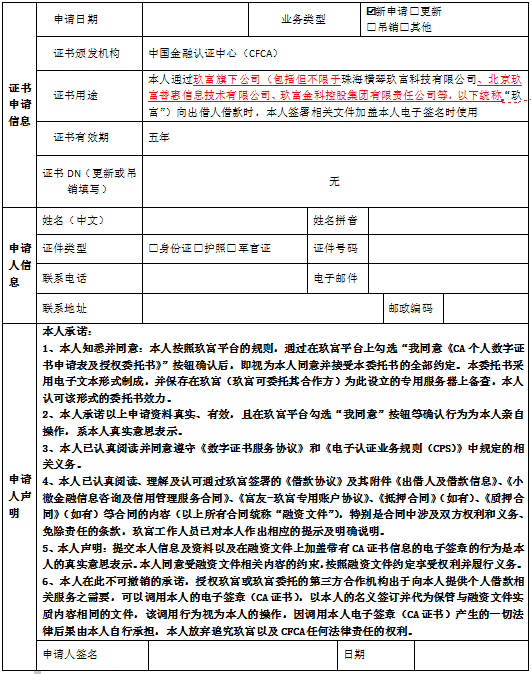 申请日期
业务类型
☑新申请□更新
□吊销□其他
证书颁发机构
中国金融认证中心（CFCA）
证书
申请
信息
证书用途
本人通过玖富旗下公司（包括但不限于珠海横琴玖富科技有限公司、北京玖
富普惠信息技术有限公司、玖富金科控股集团有限责任公司等，以下统称“玖
富”）向出借人借款时，本人签署相关文件加盖本人电子签名时使用
证书有效期
五年
证书 DN（更新或吊
销填写）
无
申请
人信
息
姓名（中文）
姓名拼音
证件类型
□身份证□护照□军官证
证件号码
联系电话
电子邮件
联系地址
邮政编码
申请
人声
明
本人承诺：
1、本人知悉并同意：本人按照玖富平台的规则，通过在玖富平台上勾选“我同意《CA 个人数字证
书申请表及授权委托书》”按钮确认后，即视为本人同意并接受本委托书的全部约定。本委托书采
用电子文本形式制成，并保存在玖富（玖富可委托其合作方）为此设立的专用服务器上备查，本人
认可该形式的委托书效力。
2、本人承诺以上申请资料真实、有效，且在玖富平台勾选“我同意”按钮等确认行为为本人亲自
操作，系本人真实意思表示。
3、本人已认真阅读并同意遵守《数字证书服务协议》和《电子认证业务规则（CPS）》中规定的相
关义务。
4、本人已认真阅读、理解及认可通过玖富签署的《借款协议》及其附件《出借人及借款信息》、《小
微金融信息咨询及信用管理服务合同》、《富友-玖富专用账户协议》、《抵押合同》（如有）、《质押合
同》（如有）等合同的内容（以上所有合同统称“融资文件”），特别是合同中涉及双方权利和义务、
免除责任的条款，玖富工作人员已对本人作出相应的提示及明确说明。
5、本人声明：提交本人信息及资料以及在融资文件上加盖带有 CA 证书信息的电子签章的行为是本
人的真实意思表示。本人同意受融资文件相关内容的约束，按照融资文件约定享受权利并履行义务。
6、本人在此不可撤销的承诺，授权玖富或玖富委托的第三方合作机构出于向本人提供个人借款相
关服务之需要，可以调用本人的电子签章（CA 证书），以本人的名义签订并代为保管与融资文件实
质内容相同的文件，该调用行为视为本人的操作，因调用本人电子签章（CA 证书）产生的一切法
律后果由本人自行承担，本人放弃追究玖富以及 CFCA 任何法律责任的权利。
申请人签名
日期